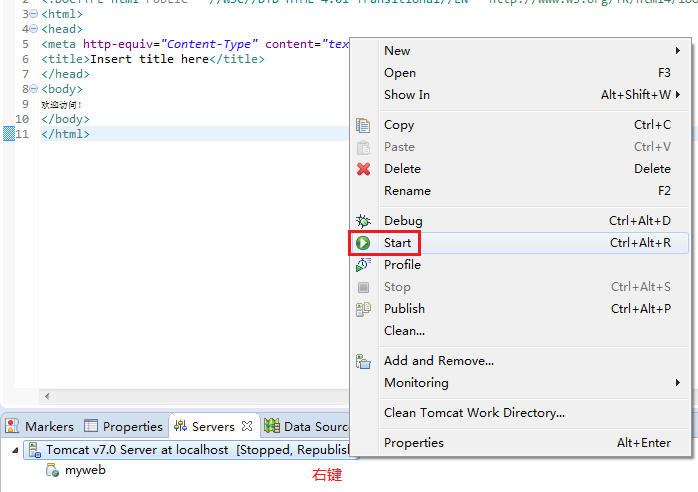 2 <!DOCTYPE html PUBLIC "-//W3C//DTD HTML 4.01 Transitional//EN" "http://www.w3.org/TR/html4/loo
3 <html>
4 <head>
5 <meta http-equiv="Content-Type" content="tex
6 <title>Insert title here</title>
7 </head>
8 <body>
9 欢迎访问!
10 </body>
11 </html>
New
Open F3
Show In Alt+Shift+W
Copy Ctrl+C
Paste Ctrl+V
Delete Delete
Rename F2
Debug Ctrl+Alt+D
Start Ctrl+Alt+R
Profile
Stop Ctrl+Alt+S
Publish Ctrl+Alt+P
Clean...
Add and Remove...
Monitoring
Clean Tomcat Work Directory...
Properties Alt+Enter
Markers Properties Servers Data Sourc
Tomcat v7.0 Server at localhost [Stopped, Republish
myweb
右键